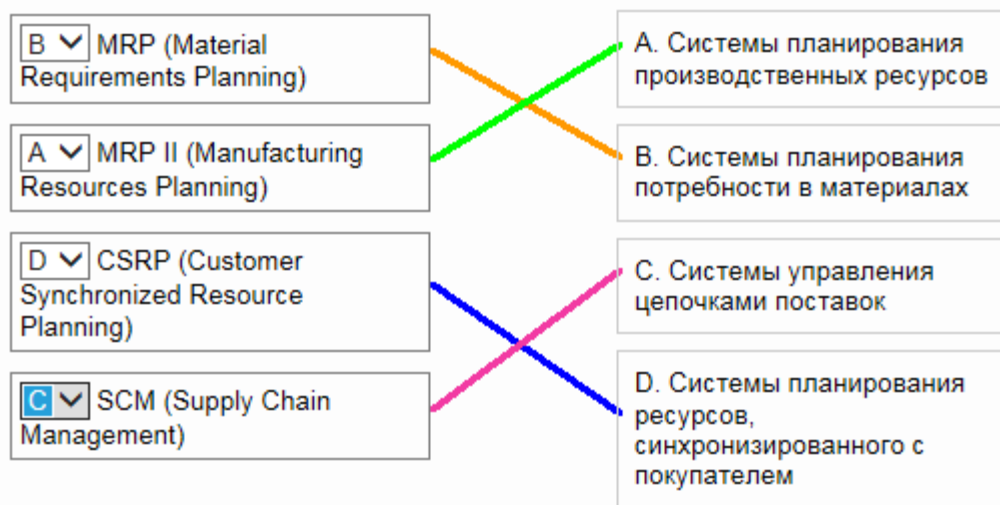 B MRP (Material
Requirements Planning)
A MRP II (Manufacturing
Resources Planning)
D CSRP (Customer
Synchronized Resource
Planning)
C SCM (Supply Chain
Management)
A. Системы планирования
производственных ресурсов
B. Системы планирования
потребности в материалах
C. Системы управления
цепочками поставок
D. Системы планирования
ресурсов,
синхронизированного с
покупателем